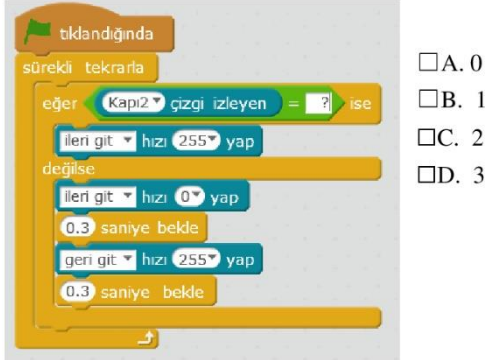 tıklandığında
sürekli tekrarla
eğer Kapı2 çizgi izleyen = ? ise
ileri git hızı 255 yap
değilse
ileri git hızı 0 yap
0.3 saniye bekle
geri git hızı 255 yap
0.3 saniye bekle
A. 0
B. 1
C. 2
D. 3